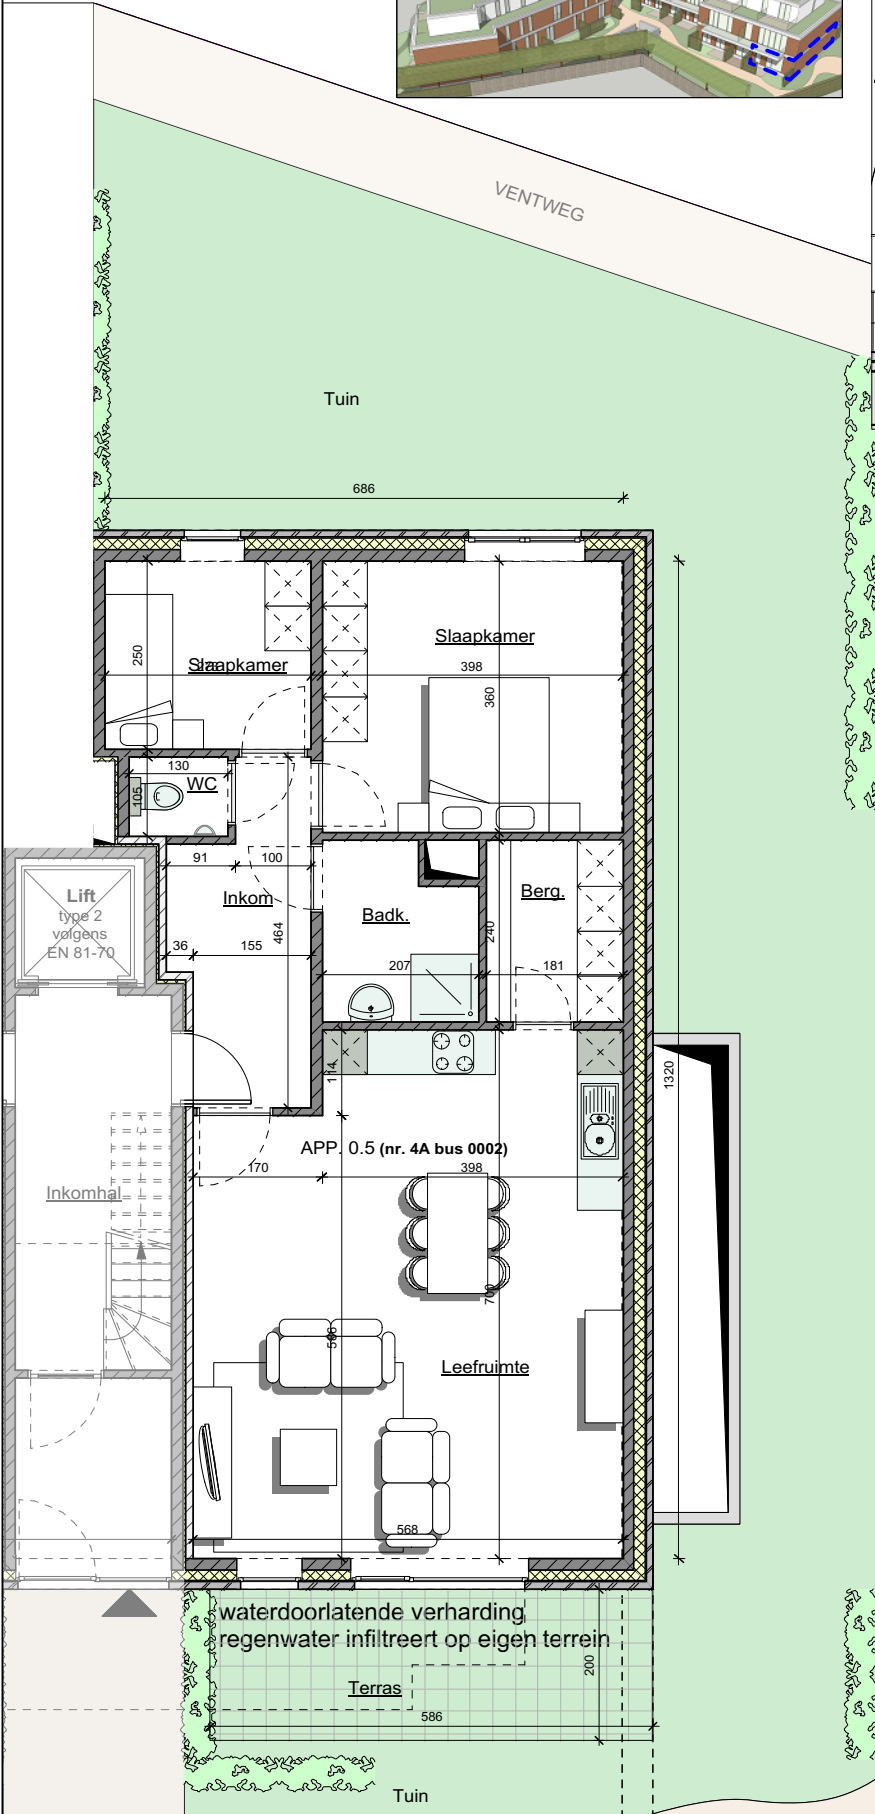 VENTWEG
Tuin
686
Slaapkamer
Slaapkamer
250
398
360
130
WC
105
91
100
Inkom
Badk.
Berg.
Lift
type 2
volgens
EN 81-70
464
240
36
155
207
181
114
1320
APP. 0.5 (nr. 4A bus 0002)
170
398
Inkomhal
700
Leefruimte
568
waterdoorlatende verharding
regenwater infiltreert op eigen terrein
200
Terras
586
Tuin